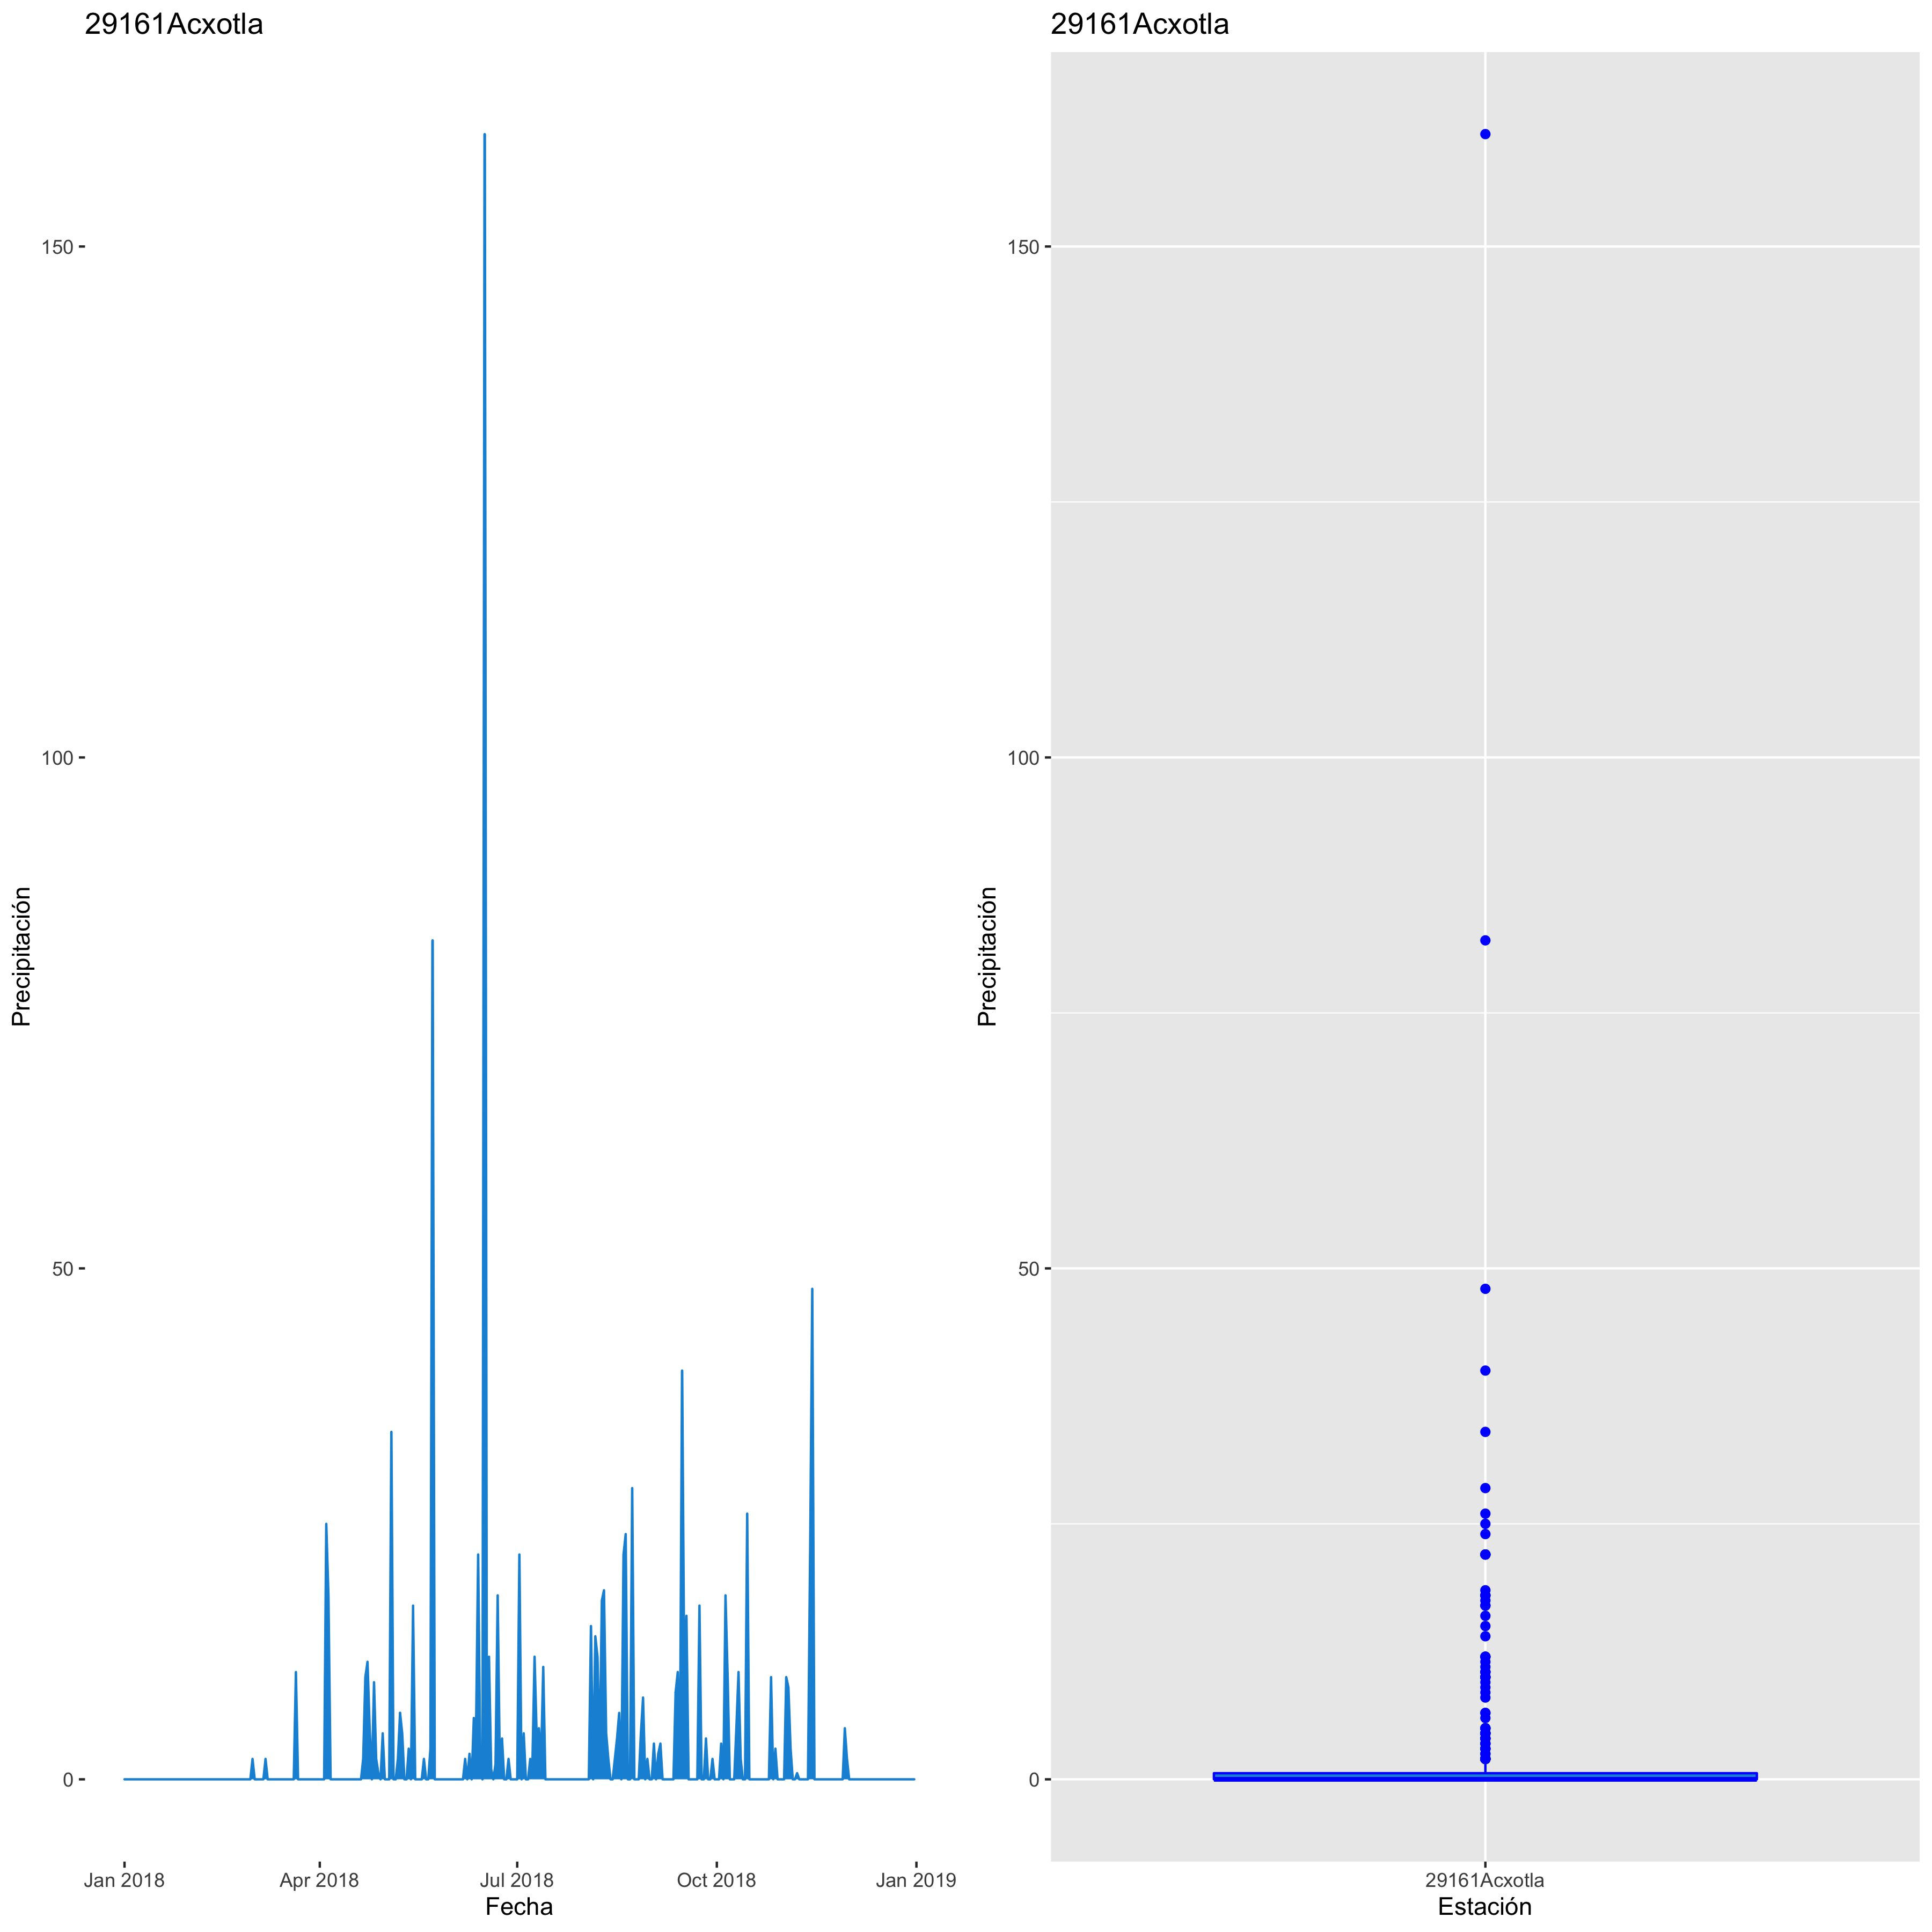 29161Acxotla
150
100
50
0
Precipitación
Jan 2018
Apr 2018
Jul 2018
Oct 2018
Jan 2019
Fecha
29161Acxotla
150
100
50
0
Precipitación
29161Acxotla
Estación